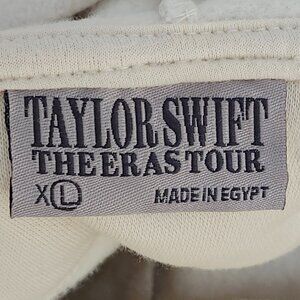 TAYLOR SWIFT
THE ERAS TOUR
XL MADE IN EGYPT